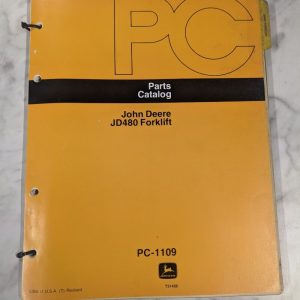 PC
Parts
Catalog
John Deere
JD480 Forklift
PC-1109